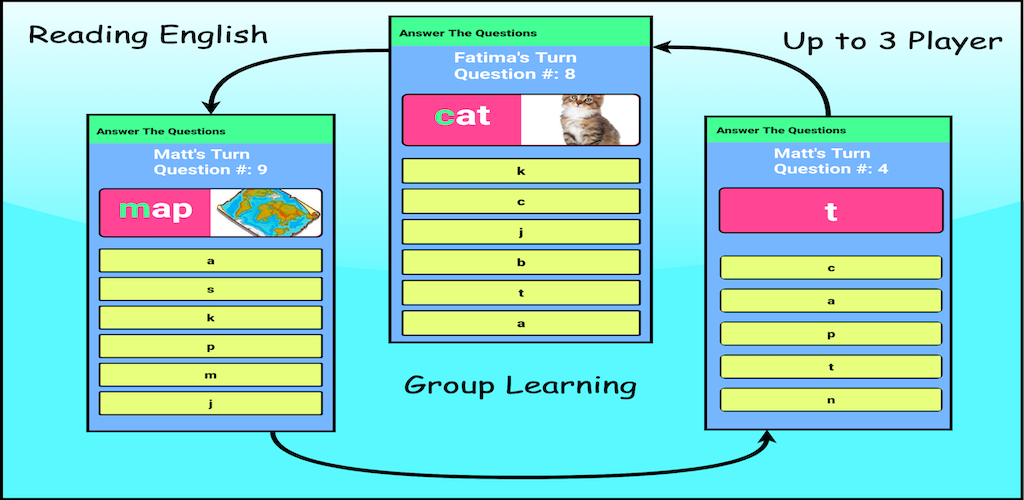 Reading English
Up to 3 Player
Answer The Questions
Fatima's Turn
Question #: 8
cat
k
c
j
b
t
a
Answer The Questions
Matt's Turn
Question #: 9
map
a
s
k
p
m
j
Answer The Questions
Matt's Turn
Question #: 4
t
c
a
p
t
n
Group Learning